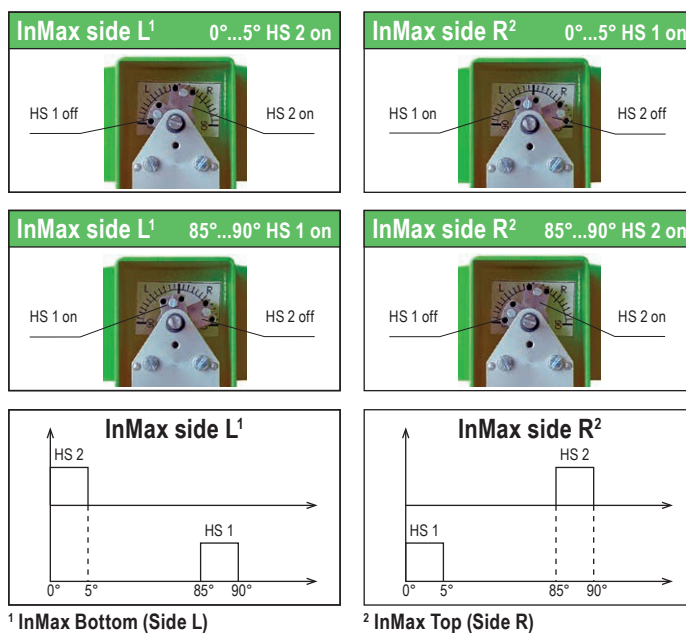 InMax side L¹ 0°...5° HS 2 on
L R
HS 1 off
HS 2 on
InMax side R² 0°...5° HS 1 on
L R
HS 1 on
HS 2 off
InMax side L¹ 85°...90° HS 1 on
L R
HS 1 on
HS 2 off
InMax side R² 85°...90° HS 2 on
L R
HS 1 off
HS 2 on
InMax side L¹
HS 2
HS 1
0° 5° 85° 90°
InMax side R²
HS 2
HS 1
0° 5° 85° 90°
¹ InMax Bottom (Side L)
² InMax Top (Side R)